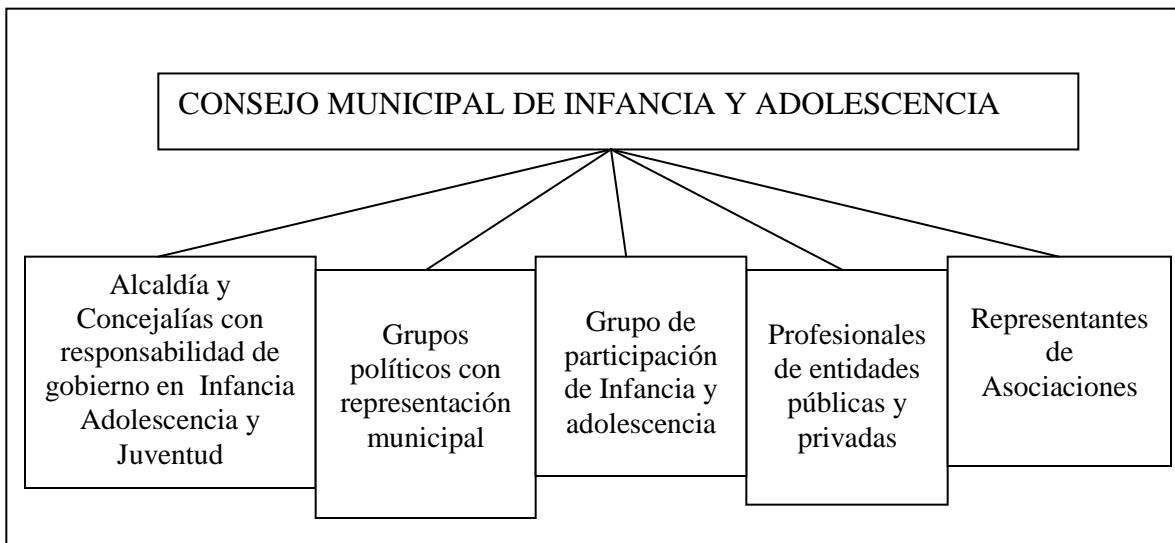 CONSEJO MUNICIPAL DE INFANCIA Y ADOLESCENCIA
Alcaldía y
Concejalías con
responsabilidad de
gobierno en Infancia
Adolescencia y
Juventud
Grupos
políticos con
representación
municipal
Grupo de
participación
de Infancia y
adolescencia
Profesionales
de entidades
públicas y
privadas
Representantes
de
Asociaciones